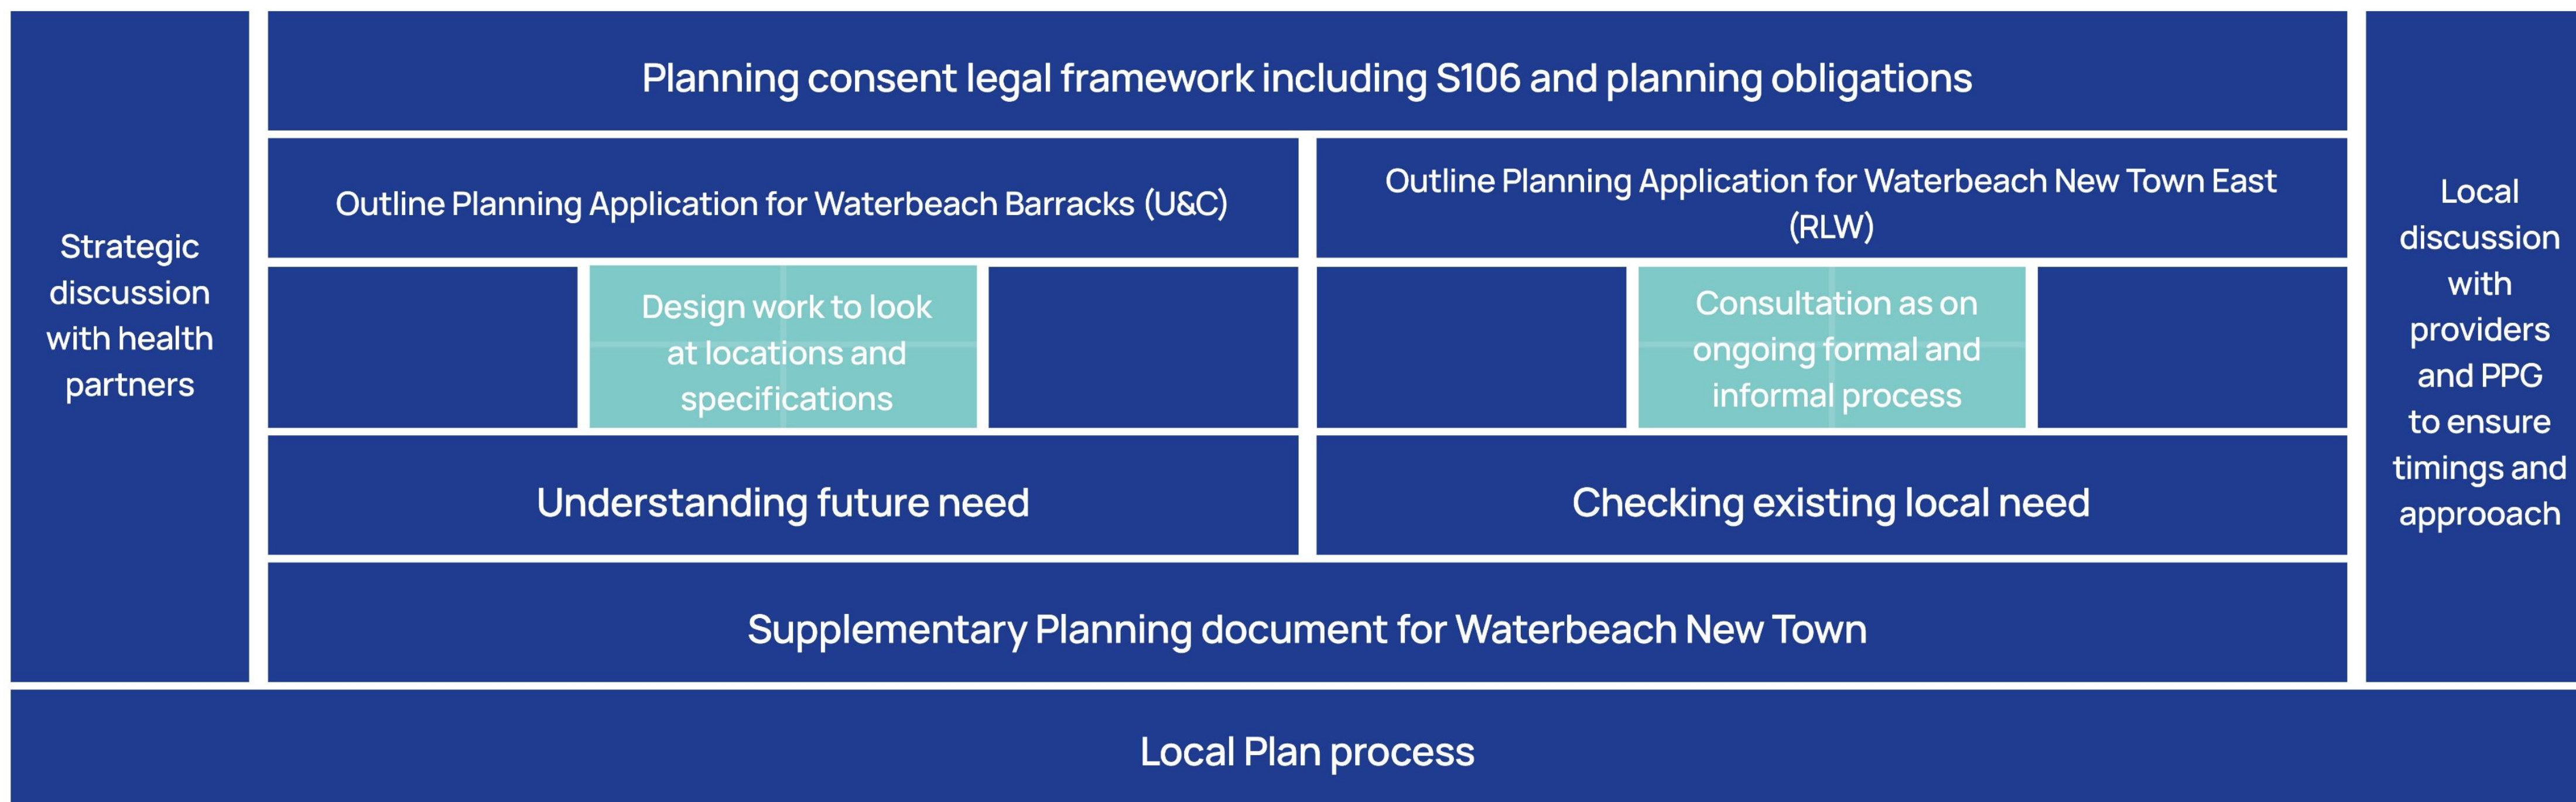 Planning consent legal framework including S106 and planning obligations
Strategic
discussion
with health
partners
Outline Planning Application for Waterbeach Barracks (U&C)
Outline Planning Application for Waterbeach New Town East
(RLW)
Design work to look
at locations and
specifications
Consultation as on
ongoing formal and
informal process
Understanding future need
Checking existing local need
Supplementary Planning document for Waterbeach New Town
Local
discussion
with
providers
and PPG
to ensure
timings and
approoach
Local Plan process